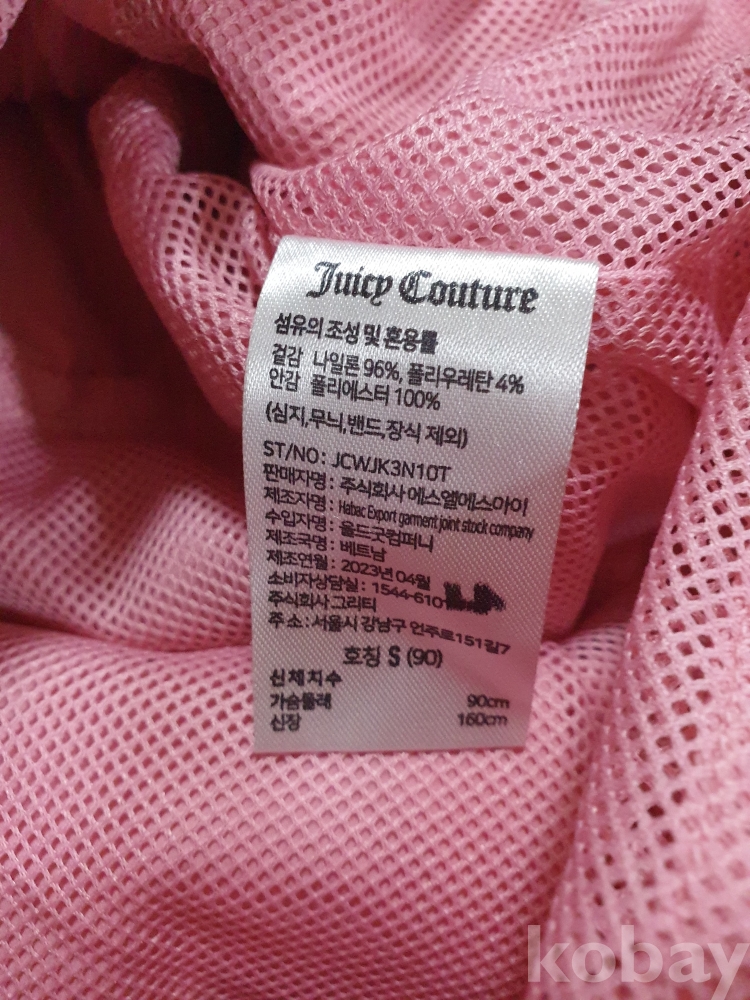 Juicy Couture
섬유의 조성 및 혼용률
겉감 나일론 96%, 폴리우레탄 4%
안감 폴리에스터 100%
(심지,무늬,밴드,장식 제외)
ST/NO: JCWJK3N10T
판매자명 : 주식회사 에스엘에스아이
제조자명 : Habac Export garment joint stock company
수입자명 : 올드굿컴퍼니
제조국명 : 베트남
제조연월 : 2023년 04월
소비자상담실 : 1544-610
주식회사 그리티
주 소 : 서울시 강남구 언주로151길7
호칭 S (90)
신체치수
가슴둘레 90cm
신장 160cm
kobay